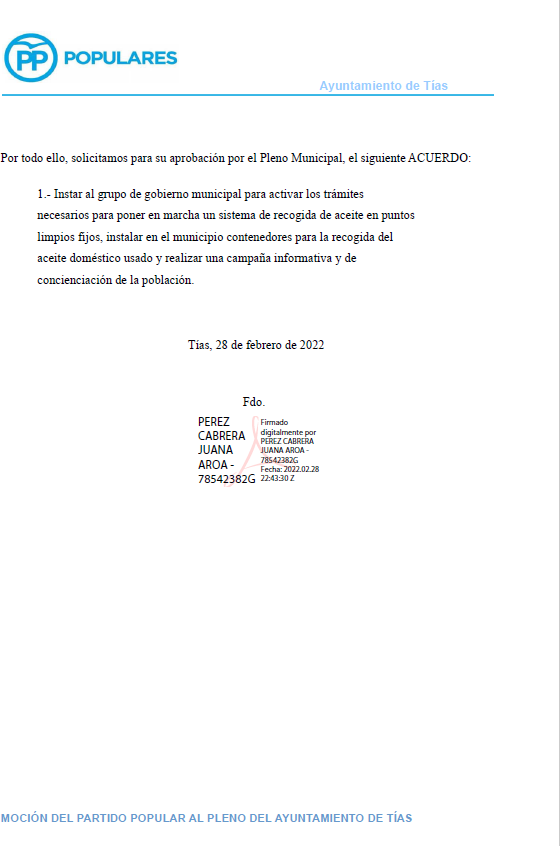 PP POPULARES
Ayuntamiento de Tías
Por todo ello, solicitamos para su aprobación por el Pleno Municipal, el siguiente ACUERDO:
1.- Instar al grupo de gobierno municipal para activar los trámites
necesarios para poner en marcha un sistema de recogida de aceite en puntos
limpios fijos, instalar en el municipio contenedores para la recogida del
aceite doméstico usado y realizar una campaña informativa y de
concienciación de la población.
Tías, 28 de febrero de 2022
Fdo.
PEREZ
CABRERA
JUANA
AROA -
78542382G
Firmado
digitalmente por
PEREZ CABRERA
JUANA AROA -
78542382G
Fecha: 2022.02.28
22:43:30 Z
MOCIÓN DEL PARTIDO POPULAR AL PLENO DEL AYUNTAMIENTO DE TÍAS